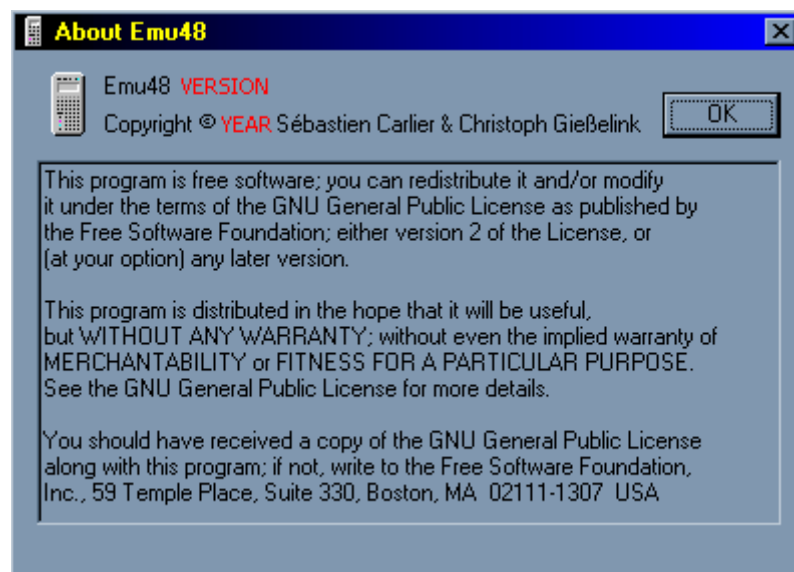 About Emu48
Emu48 VERSION
Copyright © YEAR Sébastien Carlier & Christoph Gießelink
OK
This program is free software; you can redistribute it and/or modify
it under the terms of the GNU General Public License as published by
the Free Software Foundation; either version 2 of the License, or
(at your option) any later version.
This program is distributed in the hope that it will be useful,
but WITHOUT ANY WARRANTY; without even the implied warranty of
MERCHANTABILITY or FITNESS FOR A PARTICULAR PURPOSE.
See the GNU General Public License for more details.
You should have received a copy of the GNU General Public License
along with this program; if not, write to the Free Software Foundation,
Inc., 59 Temple Place, Suite 330, Boston, MA  02111-1307  USA